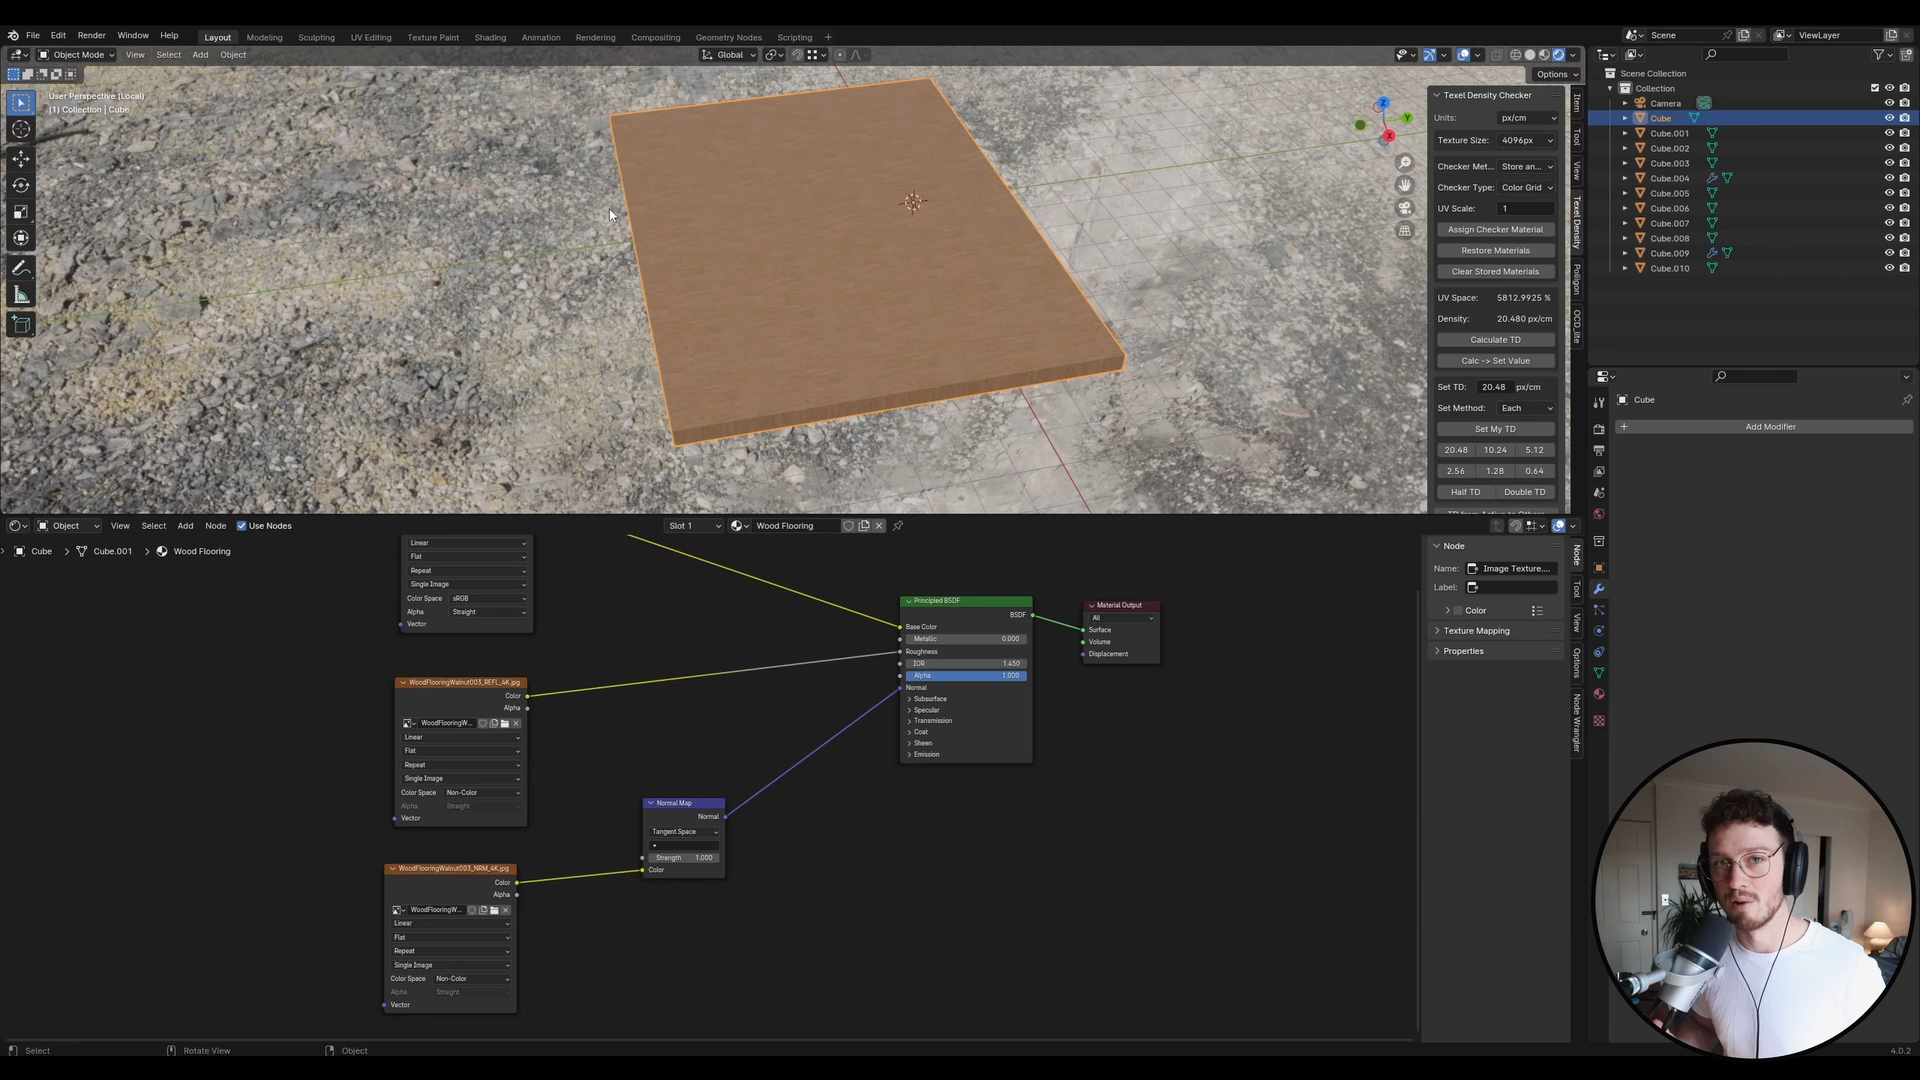 File Edit Render Window Help Layout Modeling Sculpting UV Editing Texture Paint Shading Animation Rendering Compositing Geometry Nodes Scripting + Scene ViewLayer
Object Mode View Select Add Object Global
Options
User Perspective (Local)
(1) Collection | Cube
Z
Y
X
Texel Density Checker
Units: px/cm
Texture Size: 4096px
Checker Met... Store an...
Checker Type: Color Grid
UV Scale: 1
Assign Checker Material
Restore Materials
Clear Stored Materials
UV Space: 5812.9925 %
Density: 20.480 px/cm
Calculate TD
Calc -> Set Value
Set TD: 20.48 px/cm
Set Method: Each
Set My TD
20.48 10.24 5.12
2.56 1.28 0.64
Half TD Double TD
Item
Tool
View
Texel Density
Poliigon
OCD_lite
Scene Collection
Collection
Camera
Cube
Cube.001
Cube.002
Cube.003
Cube.004
Cube.005
Cube.006
Cube.007
Cube.008
Cube.009
Cube.010
Cube
+ Add Modifier
Object View Select Add Node Use Nodes Slot 1 Wood Flooring
Cube > Cube.001 > Wood Flooring
Linear
Flat
Repeat
Single Image
Color Space sRGB
Alpha Straight
Vector
WoodFlooringWalnut003_REFL_4K.jpg
Color
Alpha
WoodFlooringW...
Linear
Flat
Repeat
Single Image
Color Space Non-Color
Alpha Straight
Vector
WoodFlooringWalnut003_NRM_4K.jpg
Color
Alpha
WoodFlooringW...
Linear
Flat
Repeat
Single Image
Color Space Non-Color
Alpha Straight
Vector
Normal Map
Normal
Tangent Space
Strength 1.000
Color
Principled BSDF
BSDF
Base Color
Metallic 0.000
Roughness
IOR 1.450
Alpha 1.000
Normal
Subsurface
Specular
Transmission
Coat
Sheen
Emission
Material Output
All
Surface
Volume
Displacement
Node
Name: Image Texture....
Label:
Color
Texture Mapping
Properties
Node
Tool
View
Options
Node Wrangler
Select Rotate View Object 4.0.2